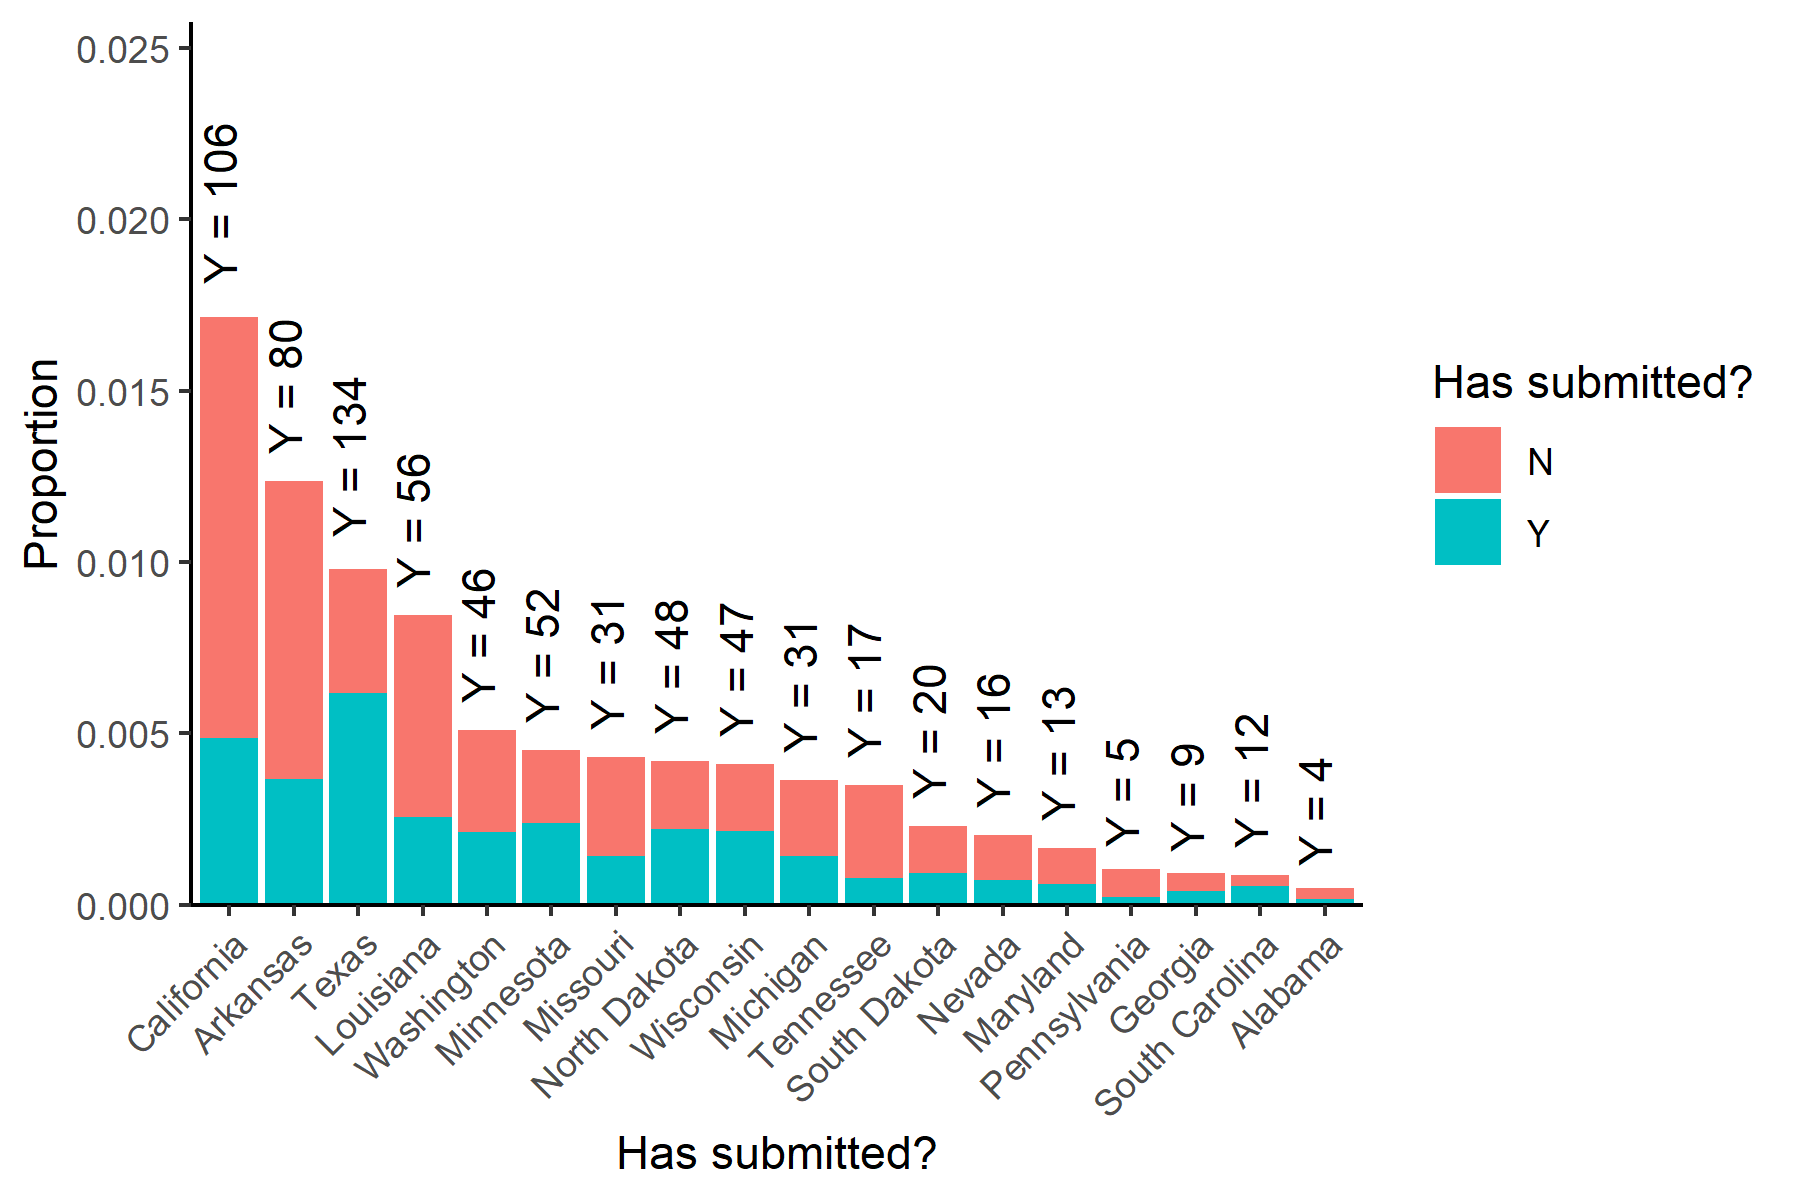 0.025
0.020
0.015
0.010
0.005
0.000
Proportion
Y = 106
Y = 80
Y = 134
Y = 56
Y = 46
Y = 52
Y = 31
Y = 48
Y = 47
Y = 31
Y = 17
Y = 20
Y = 16
Y = 13
Y = 5
Y = 9
Y = 12
Y = 4
California
Arkansas
Texas
Louisiana
Washington
Minnesota
Missouri
North Dakota
Wisconsin
Michigan
Tennessee
South Dakota
Nevada
Maryland
Pennsylvania
Georgia
South Carolina
Alabama
Has submitted?
Has submitted?
N
Y